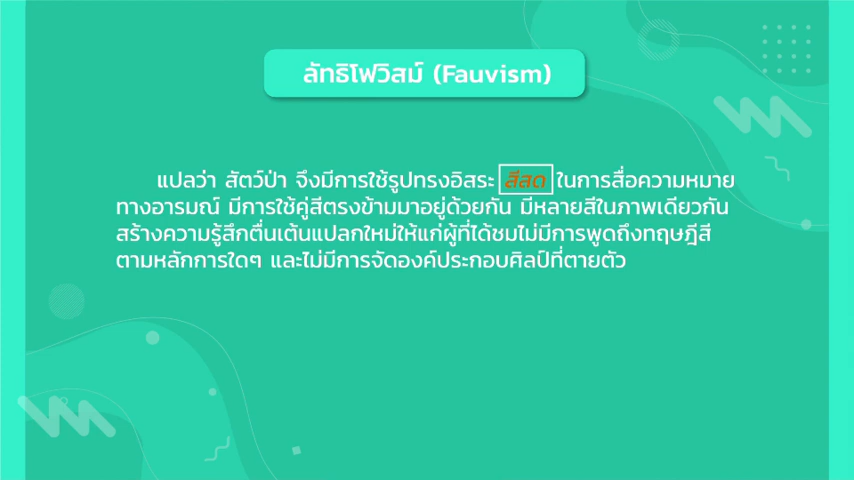 ลัทธิโฟวิสม์ (Fauvism)
แปลว่า สัตว์ป่า จึงมีการใช้รูปทรงอิสระ สีสด ในการสื่อความหมาย
ทางอารมณ์ มีการใช้คู่สีตรงข้ามมาอยู่ด้วยกัน มีหลายสีในภาพเดียวกัน
สร้างความรู้สึกตื่นเต้นแปลกใหม่ให้แก่ผู้ที่ได้ชมไม่มีการพูดถึงทฤษฎีสี
ตามหลักการใดๆ และไม่มีการจัดองค์ประกอบศิลป์ที่ตายตัว